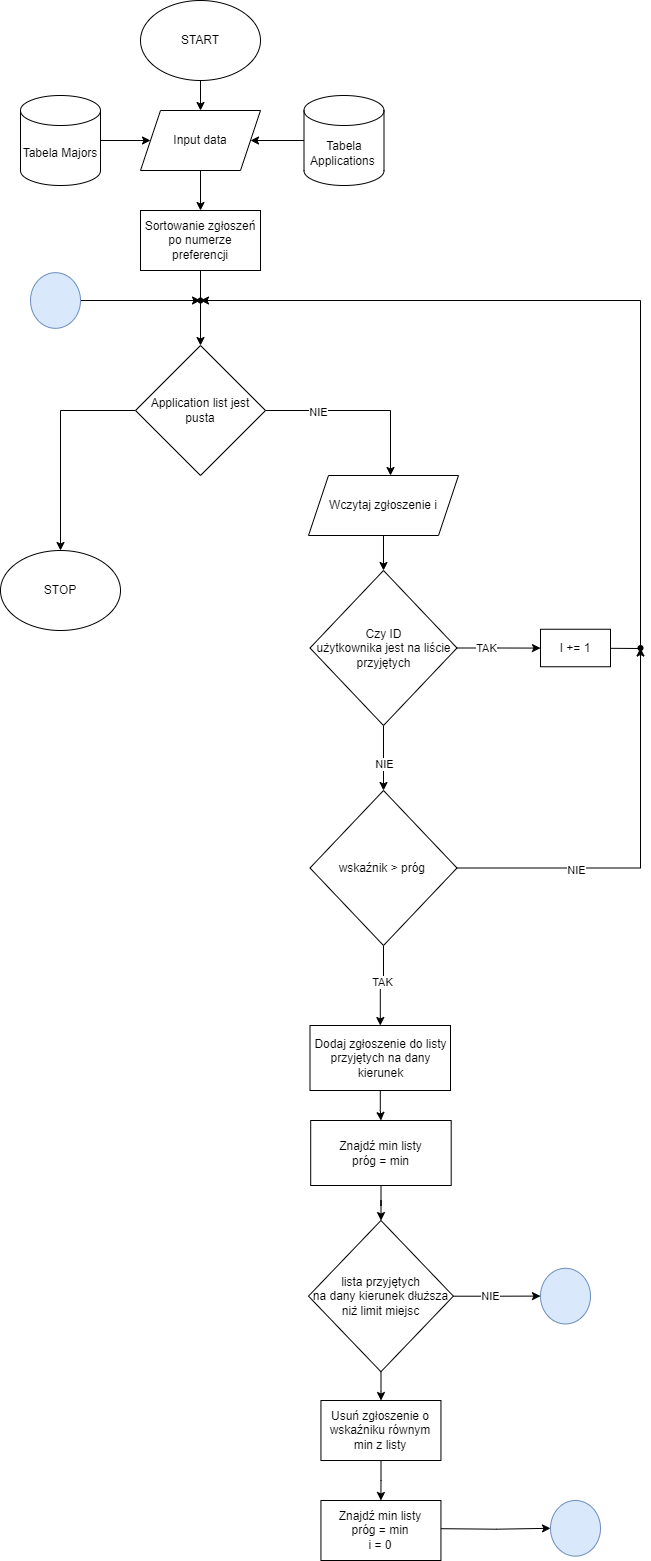 START
Tabela Majors
Input data
Tabela
Applications
Sortowanie zgłoszeń
po numerze
preferencji
Application list jest
pusta
NIE
Wczytaj zgłoszenie i
STOP
Czy ID
użytkownika jest na liście
przyjętych
TAK
I += 1
NIE
wskaźnik > próg
NIE
TAK
Dodaj zgłoszenie do listy
przyjętych na dany
kierunek
Znajdź min listy
próg = min
lista przyjętych
na dany kierunek dłuższa
niż limit miejsc
NIE
Usuń zgłoszenie o
wskaźniku równym
min z listy
Znajdź min listy
próg = min
i = 0